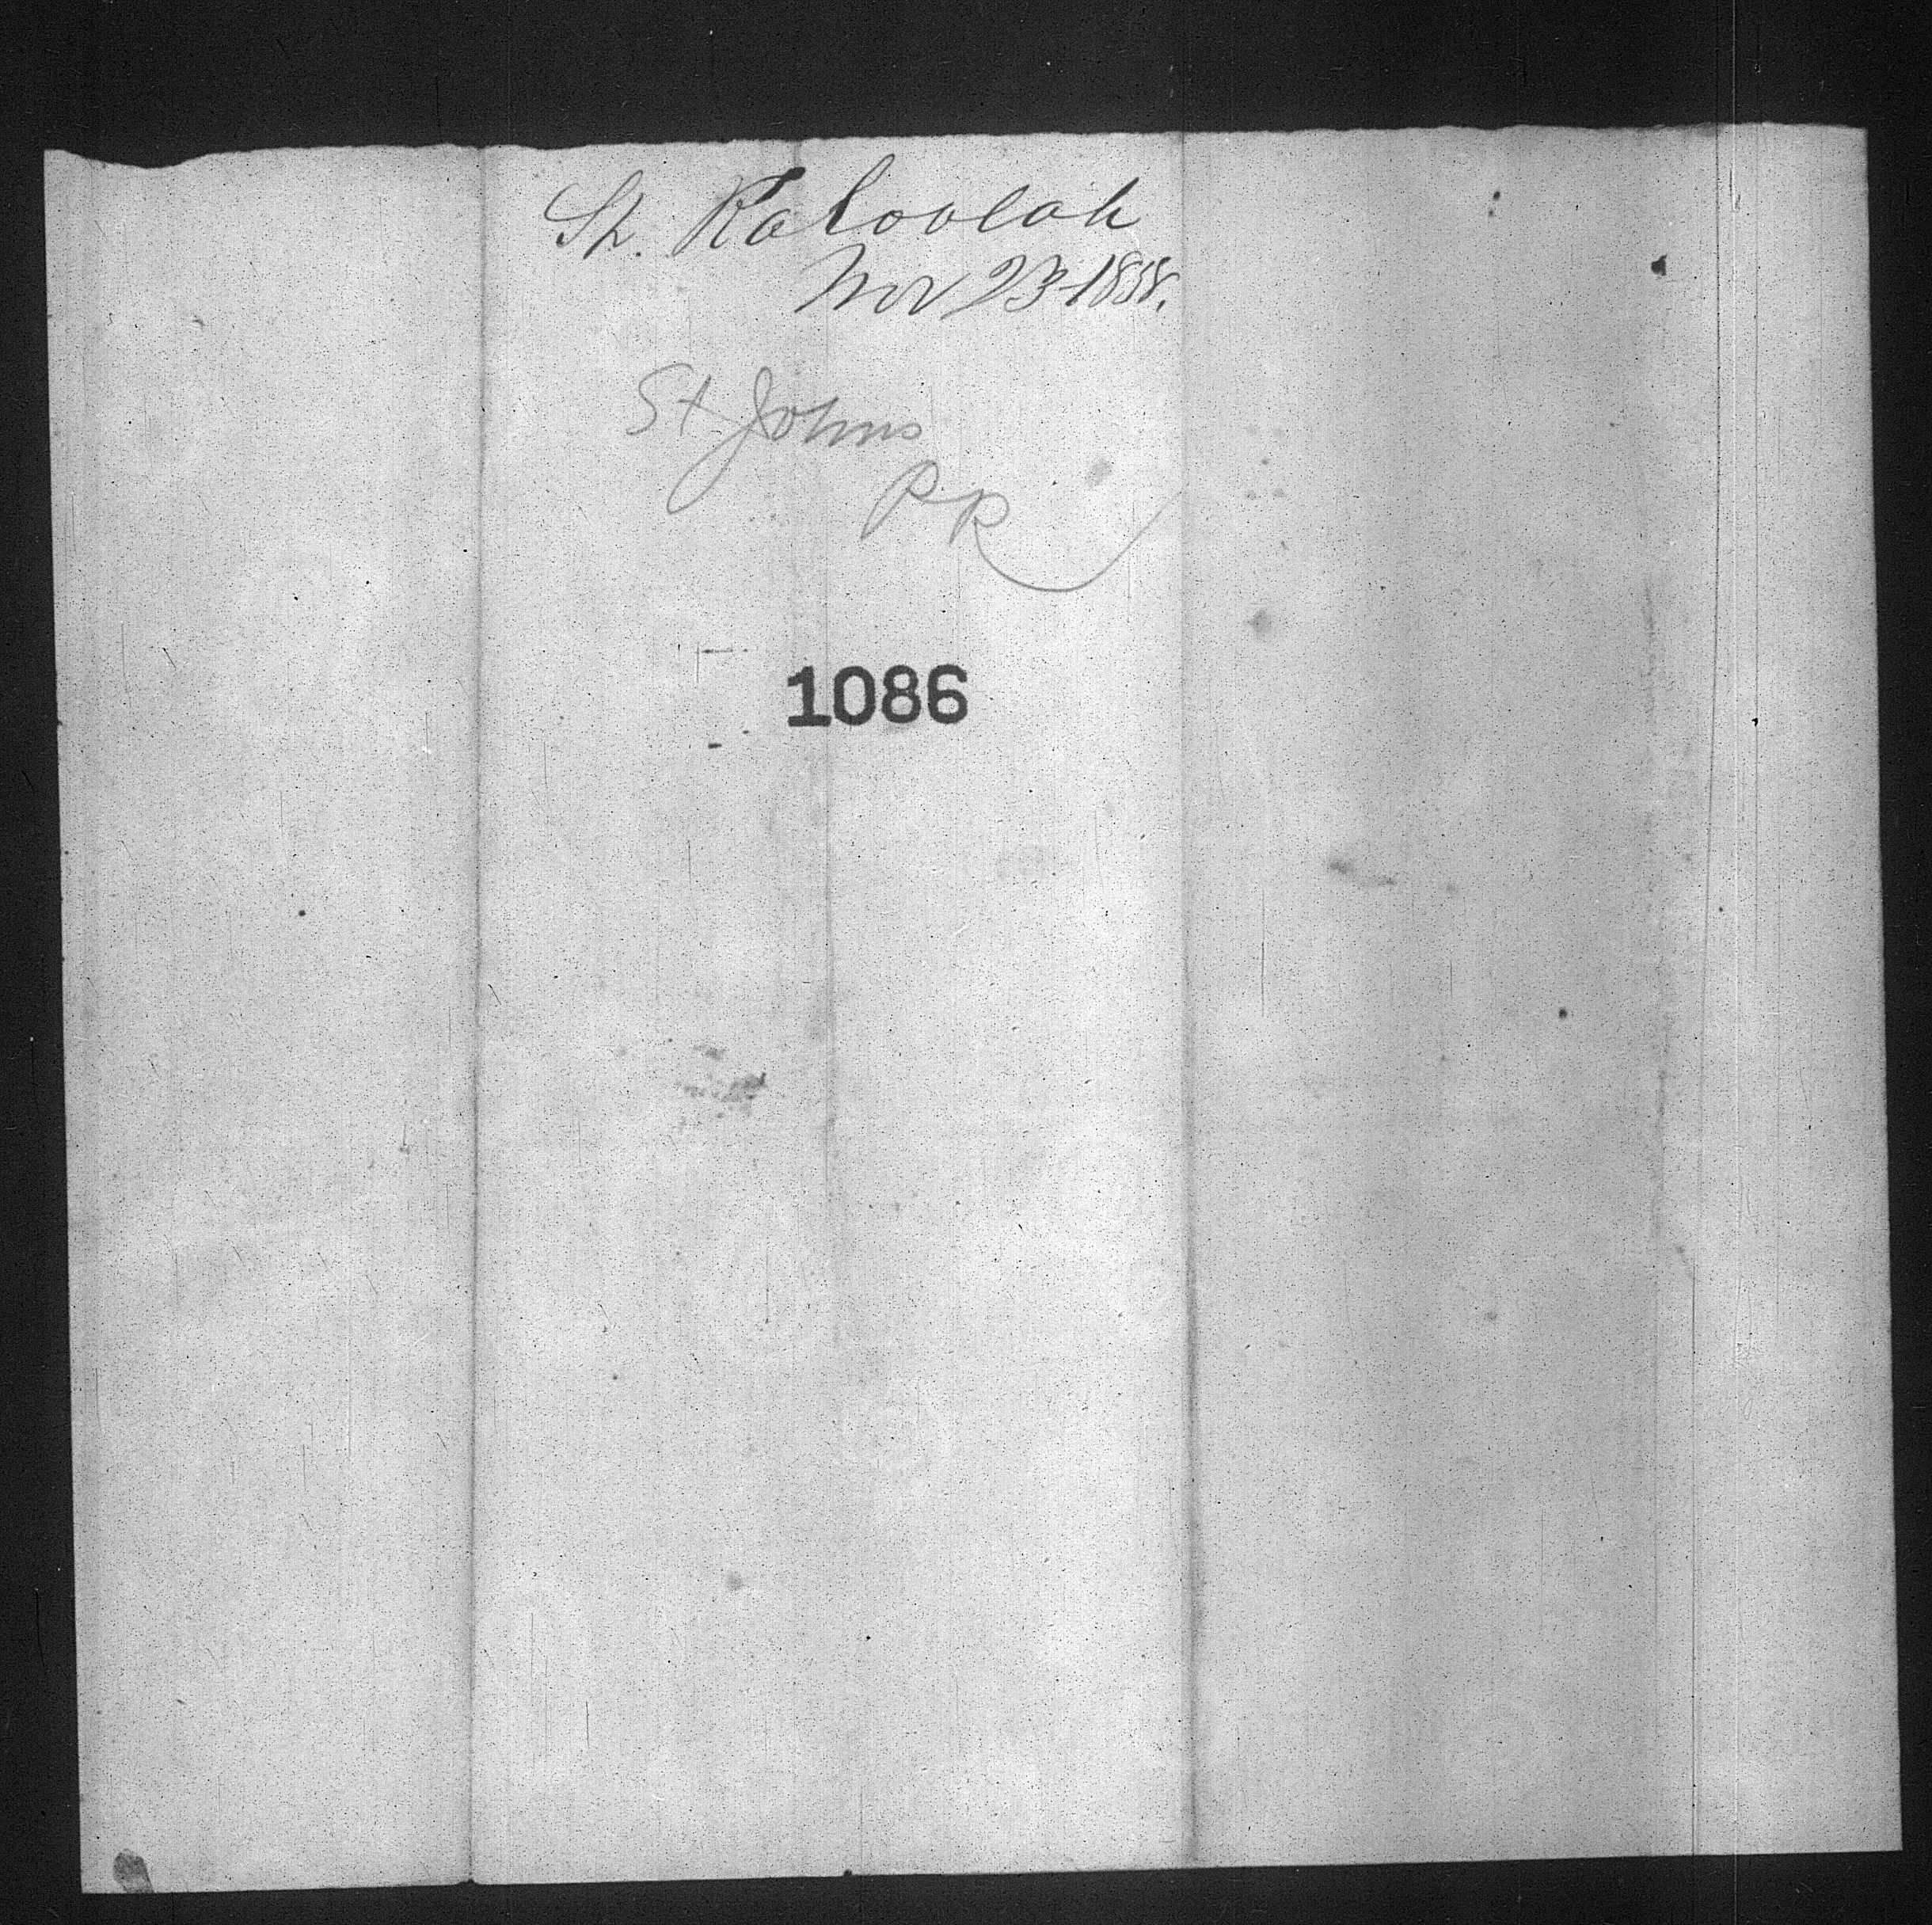 Sh. Kaloolah
Nov 23 1858.
St Johns
P.R
1086